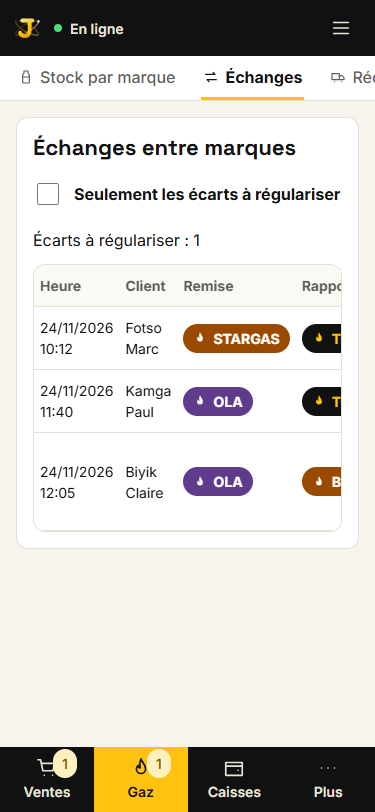 J
En ligne
Stock par marque
Échanges
Échanges entre marques
Seulement les écarts à régulariser
Écarts à régulariser : 1
Heure Client Remise
24/11/2026 Fotso STARGAS
10:12 Marc
24/11/2026 Kamga OLA
11:40 Paul
24/11/2026 Biyik OLA
12:05 Claire
1 1
Ventes Gaz Caisses Plus